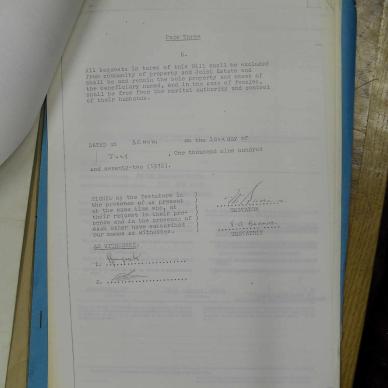 Page Three
6.
All bequests in terms of this Will shall be excluded
from community of property and Joint Estate and
shall be and remain the sole property and asset of
the beneficiary named, and in the case of females,
shall be free from the marital authority and control
of their husbands.
DATED at on the day of
July , One thousand nine hundred
and seventy-two (1972).
SIGNED by the Testators in
the presence of us present
at the same time and, at
their request in their pre-
sence and in the presence of
each other have subscribed
our names as witnesses.
TESTATOR
TESTATRIX
AS WITNESSES.
1.
2.